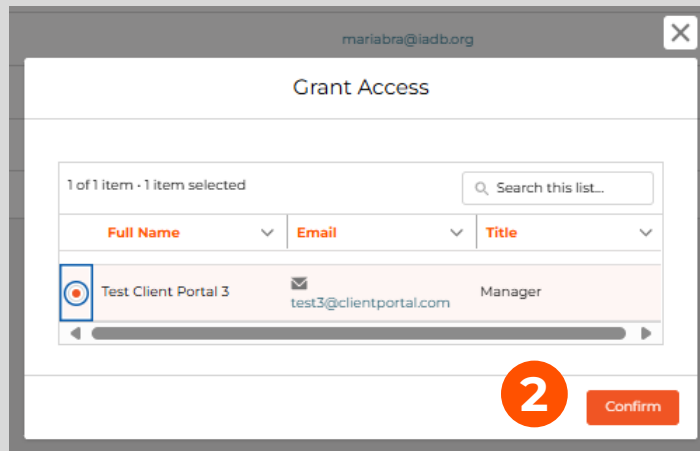 mariabra@iadb.org
Grant Access
1 of 1 item • 1 item selected
Search this list...
Full Name Email Title
Test Client Portal 3 test3@clientportal.com Manager
2 Confirm